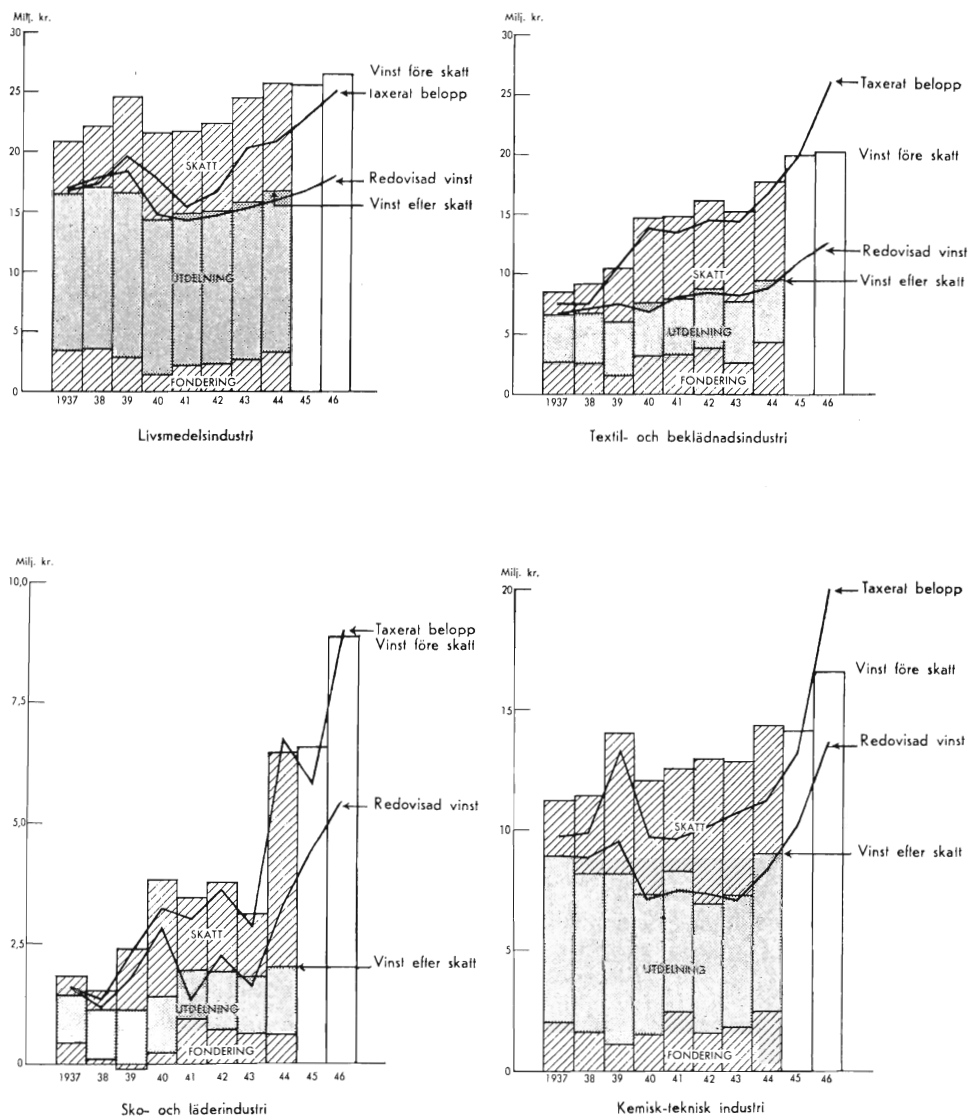 Milj. kr.
30
25
20
15
10
5
0
Vinst före skatt
Taxerat belopp
SKATT
Redovisad vinst
Vinst efter skatt
UTDELNING
FONDERING
1937 38 39 40 41 42 43 44 45 46
Livsmedelsindustri
Milj. kr.
30
25
20
15
10
5
0
Taxerat belopp
Vinst före skatt
Redovisad vinst
SKATT
Vinst efter skatt
UTDELNING
FONDERING
1937 38 39 40 41 42 43 44 45 46
Textil- och beklädnadsindustri
Milj. kr.
10,0
7,5
5,0
2,5
0
Taxerat belopp
Vinst före skatt
Redovisad vinst
SKATT
Vinst efter skatt
UTDELNING
FONDERING
1937 38 39 40 41 42 43 44 45 46
Sko- och läderindustri
Milj. kr.
20
15
10
5
0
Taxerat belopp
Vinst före skatt
Redovisad vinst
SKATT
Vinst efter skatt
UTDELNING
FONDERING
1937 38 39 40 41 42 43 44 45 46
Kemisk-teknisk industri